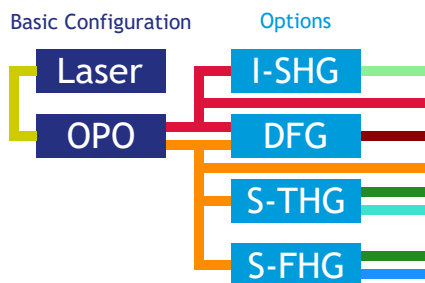 Basic Configuration
Options
Laser
I-SHG
OPO
DFG
S-THG
S-FHG